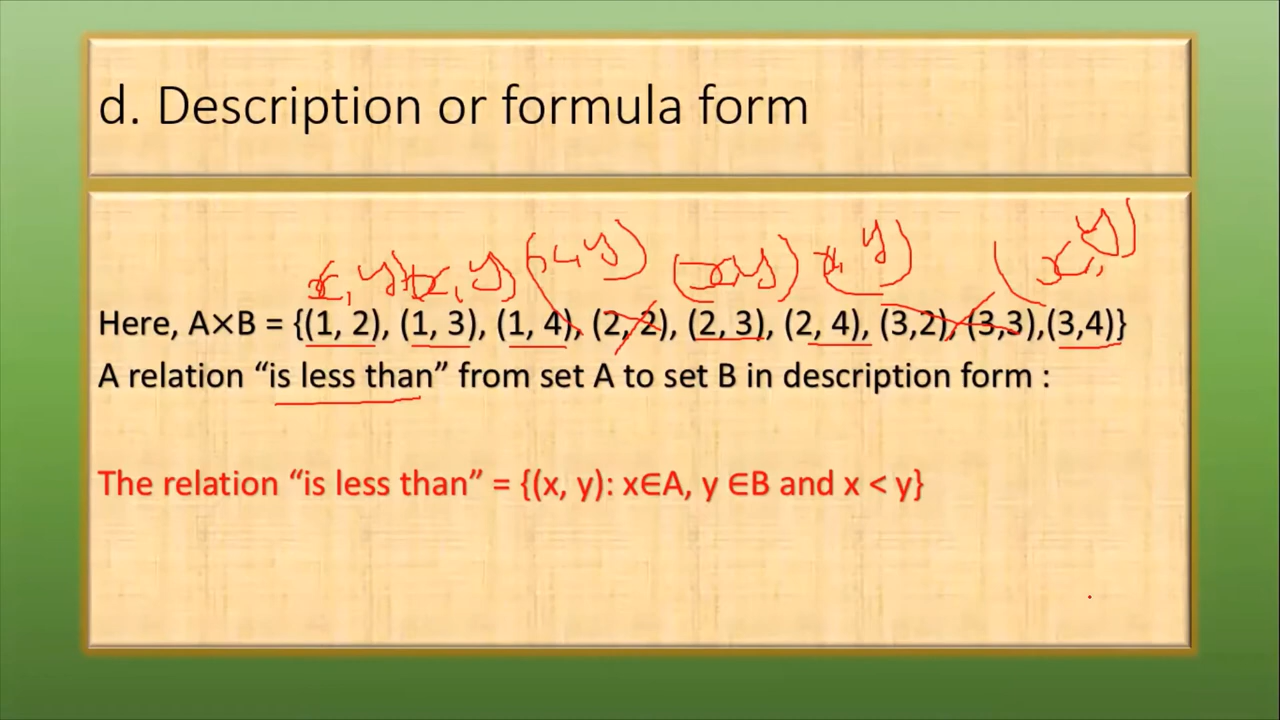 d. Description or formula form
x, y) (x, y) (x, y) (x, y) x, y) (x, y)
Here, A×B = {(1, 2), (1, 3), (1, 4), (2, 2), (2, 3), (2, 4), (3,2), (3,3),(3,4)}
A relation “is less than” from set A to set B in description form :
The relation “is less than” = {(x, y): x∈A, y ∈B and x < y}